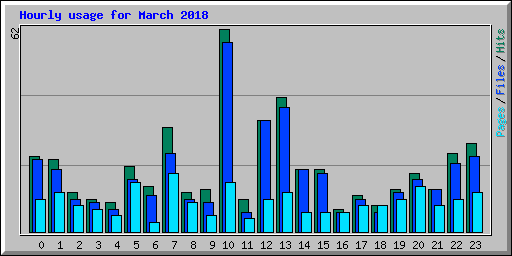 Hourly usage for March 2018
62
Pages/Files/Hits
0 1 2 3 4 5 6 7 8 9 10 11 12 13 14 15 16 17 18 19 20 21 22 23